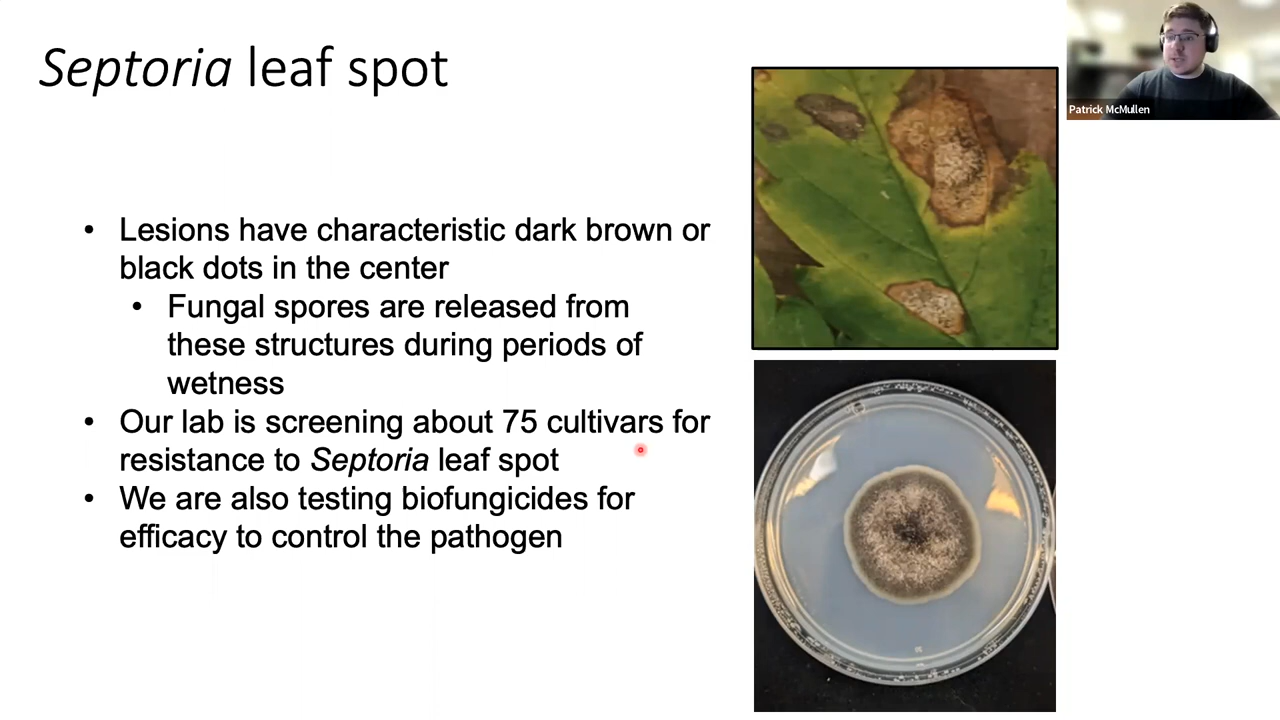 Septoria leaf spot
Patrick McMullen
• Lesions have characteristic dark brown or
black dots in the center
• Fungal spores are released from
these structures during periods of
wetness
• Our lab is screening about 75 cultivars for
resistance to Septoria leaf spot
• We are also testing biofungicides for
efficacy to control the pathogen